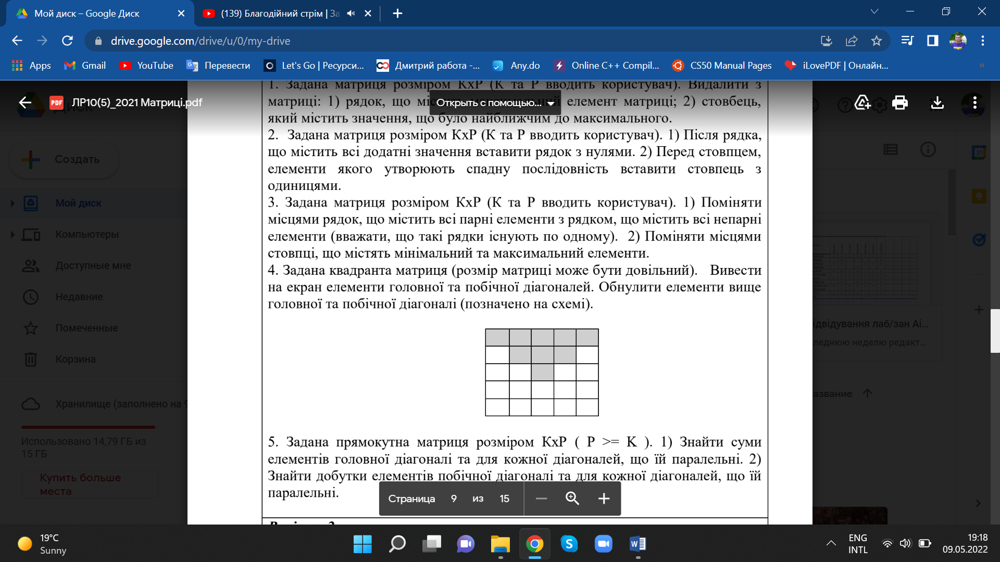 Мой диск – Google Диск
(139) Благодійний стрім | За
drive.google.com/drive/u/0/my-drive
Apps
Gmail
YouTube
Перевести
Let's Go | Ресурси...
Дмитрий работа -...
Any.do
Online C++ Compil...
CS50 Manual Pages
iLovePDF | Онлайн...
ЛР10(5)_2021 Матриці.pdf
Открыть с помощью...
Диск
Создать
Мой диск
Компьютеры
Доступные мне
Недавние
Помеченные
Корзина
Хранилище (заполнено на 9
Использовано 14,79 ГБ из
15 ГБ
Купить больше
места
1. Задана матриця розміром КхР (К та Р вводить користувач). Видалити з
матриці: 1) рядок, що містить максимальний елемент матриці; 2) стовбець,
який містить значення, що було найближчим до максимального.
2. Задана матриця розміром КхР (К та Р вводить користувач). 1) Після рядка,
що містить всі додатні значення вставити рядок з нулями. 2) Перед стовпцем,
елементи якого утворюють спадну послідовність вставити стовпець з
одиницями.
3. Задана матриця розміром КхР (К та Р вводить користувач). 1) Поміняти
місцями рядок, що містить всі парні елементи з рядком, що містить всі непарні
елементи (вважати, що такі рядки існують по одному). 2) Поміняти місцями
стовпці, що містять мінімальний та максимальний елементи.
4. Задана квадранта матриця (розмір матриці може бути довільний). Вивести
на екран елементи головної та побічної діагоналей. Обнулити елементи вище
головної та побічної діагоналі (позначено на схемі).
5. Задана прямокутна матриця розміром КхР ( Р >= К ). 1) Знайти суми
елементів головної діагоналі та для кожної діагоналей, що їй паралельні. 2)
Знайти добутки елементів побічної діагоналі та для кожної діагоналей, що їй
паралельні.
Страница 9 из 15
31
ідвідування лаб/зан Аі...
леднюю неделю редакт...
азвание
19°C
Sunny
ENG
INTL
19:18
09.05.2022